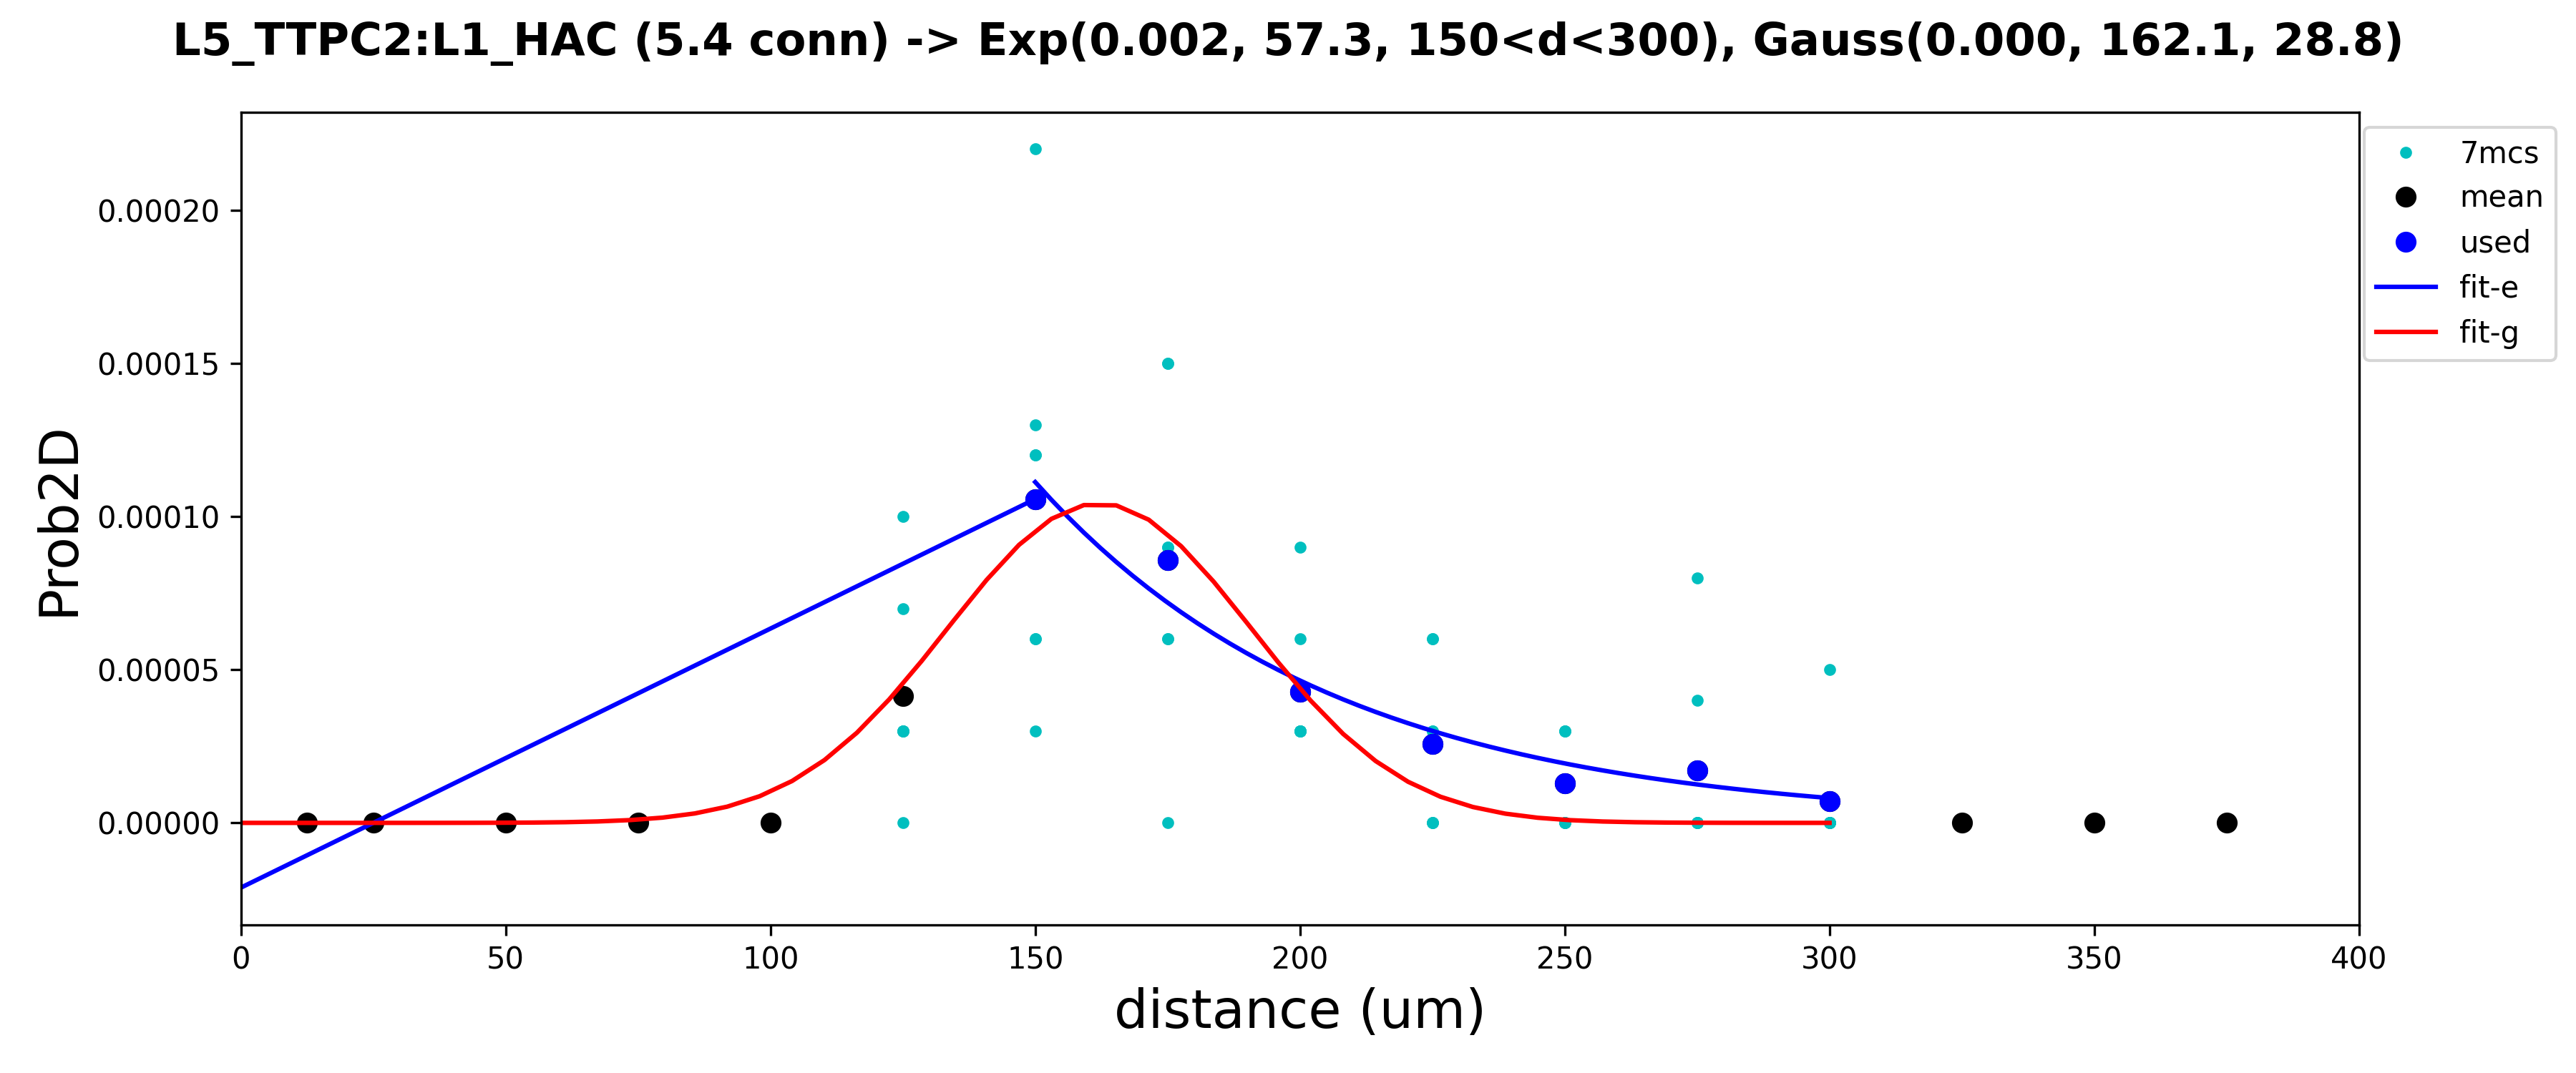 L5_TTPC2:L1_HAC (5.4 conn) -> Exp(0.002, 57.3, 150<d<300), Gauss(0.000, 162.1, 28.8)
7mcs
mean
used
fit-e
fit-g
0.00020
0.00015
0.00010
0.00005
0.00000
Prob2D
0 50 100 150 200 250 300 350 400
distance (um)